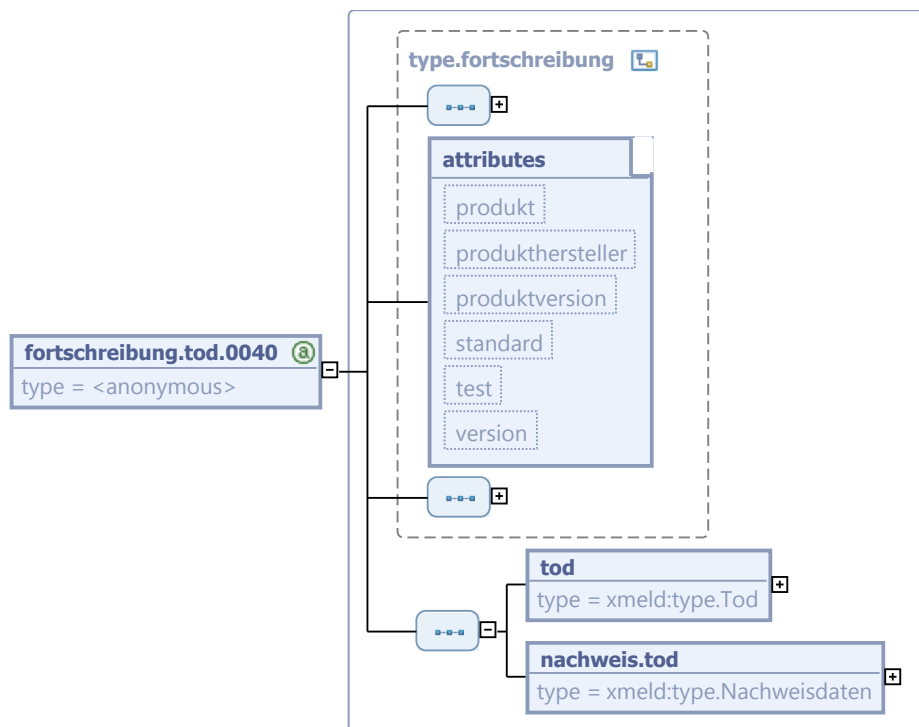 type.fortschreibung
attributes
produkt
produkthersteller
produktversion
standard
test
version
fortschreibung.tod.0040 a
type = <anonymous>
tod
type = xmeld:type.Tod
nachweis.tod
type = xmeld:type.Nachweisdaten